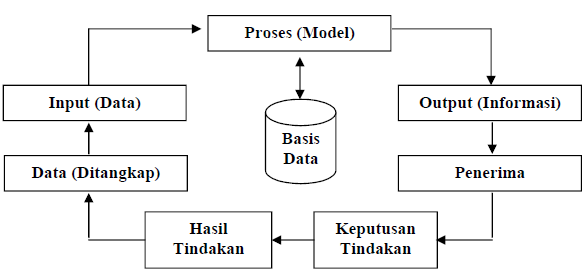 Proses (Model)
Input (Data)
Output (Informasi)
Basis
Data
Data (Ditangkap)
Penerima
Hasil
Tindakan
Keputusan
Tindakan